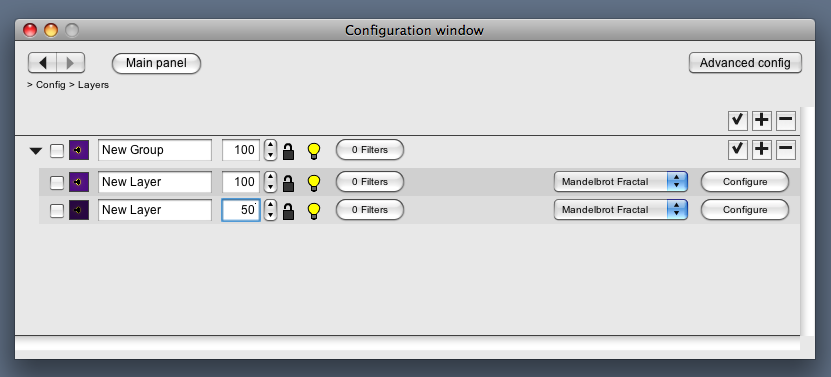 Configuration window
Main panel
Advanced config
> Config > Layers
New Group 100 0 Filters
New Layer 100 0 Filters Mandelbrot Fractal Configure
New Layer 50 0 Filters Mandelbrot Fractal Configure